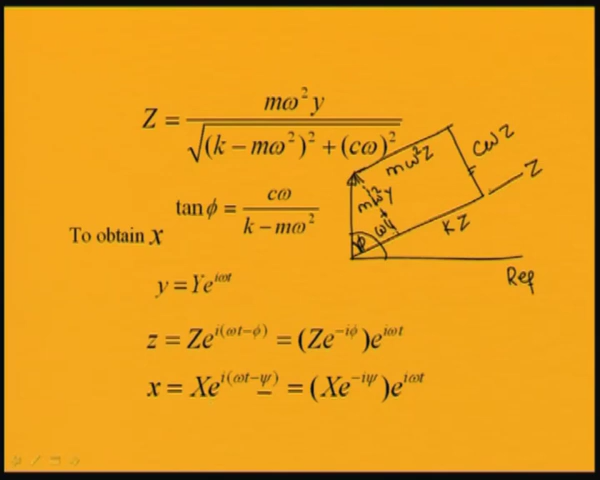 Z = mω²y / √((k − mω²)² + (cω)²)
cωZ
mω²Z
Z
tan ϕ = cω / (k − mω²)
mω²y
ωt
ϕ
KZ
To obtain x
Ref
y = Ye^{iωt}
z = Ze^{i(ωt−ϕ)} = (Ze^{−iϕ})e^{iωt}
x = Xe^{i(ωt−ψ)} = (Xe^{−iψ})e^{iωt}